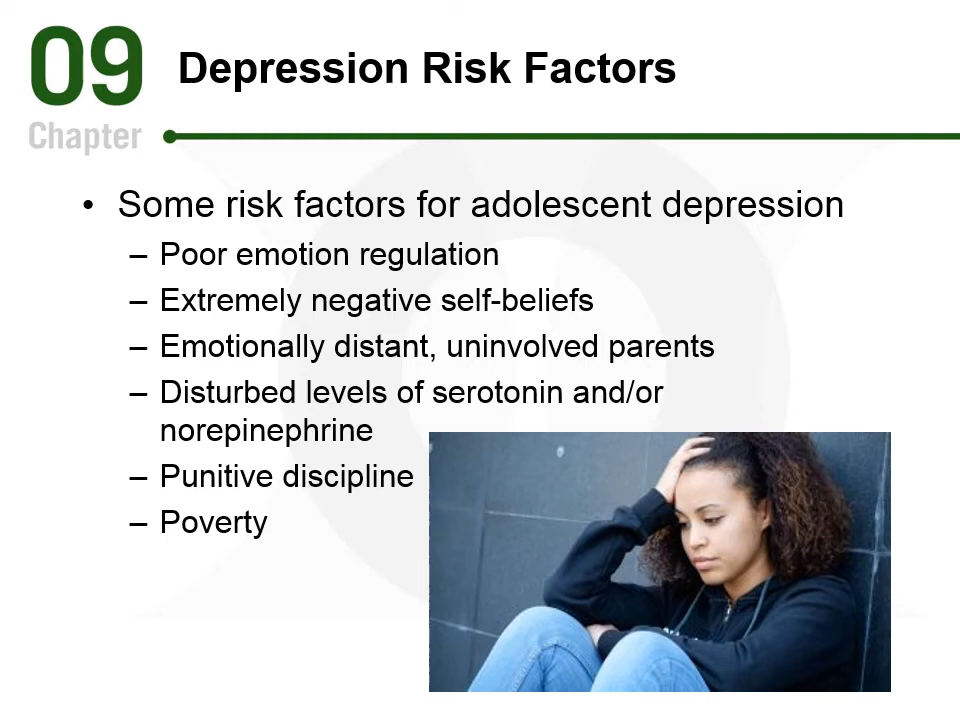 09
Chapter
Depression Risk Factors
• Some risk factors for adolescent depression
– Poor emotion regulation
– Extremely negative self-beliefs
– Emotionally distant, uninvolved parents
– Disturbed levels of serotonin and/or
norepinephrine
– Punitive discipline
– Poverty